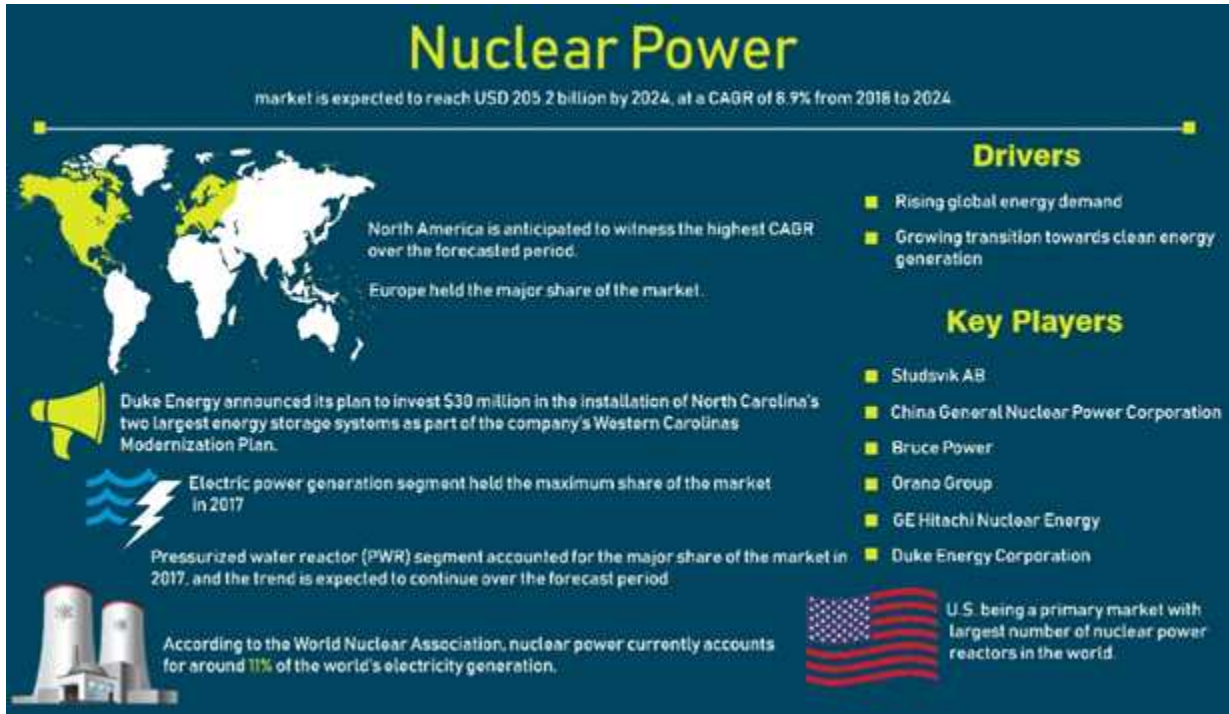 Nuclear Power
market is expected to reach USD 205.2 billion by 2024, at a CAGR of 6.9% from 2018 to 2024.
North America is anticipated to witness the highest CAGR
over the forecasted period.
Europe held the major share of the market.
Duke Energy announced its plan to invest $30 million in the installation of North Carolina's
two largest energy storage systems as part of the company's Western Carolinas
Modernization Plan.
Electric power generation segment held the maximum share of the market
in 2017
Pressurized water reactor (PWR) segment accounted for the major share of the market in
2017, and the trend is expected to continue over the forecast period
According to the World Nuclear Association, nuclear power currently accounts
for around 11% of the world's electricity generation.
Drivers
Rising global energy demand
Growing transition towards clean energy
generation
Key Players
Studsvik AB
China General Nuclear Power Corporation
Bruce Power
Orano Group
GE Hitachi Nuclear Energy
Duke Energy Corporation
U.S. being a primary market with
largest number of nuclear power
reactors in the world.